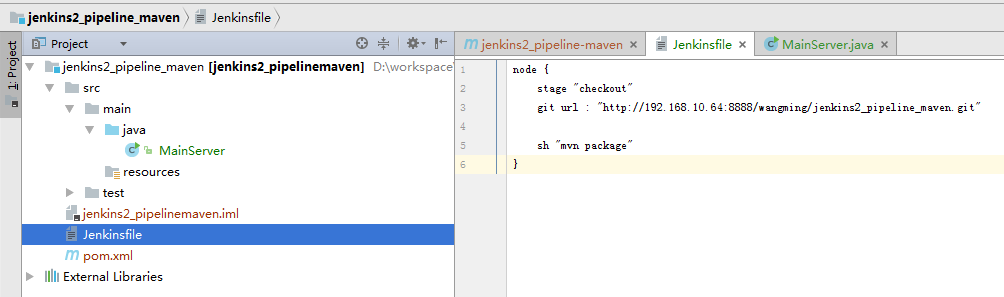 jenkins2_pipeline_maven Jenkinsfile
1: Project
Project
jenkins2_pipeline_maven [jenkins2_pipelinemaven] D:\workspace
src
main
java
MainServer
resources
test
jenkins2_pipelinemaven.iml
Jenkinsfile
pom.xml
External Libraries
jenkins2_pipeline-maven Jenkinsfile MainServer.java
1 node {
2 stage "checkout"
3 git url : "http://192.168.10.64:8888/wangming/jenkins2_pipeline_maven.git"
4
5 sh "mvn package"
6 }